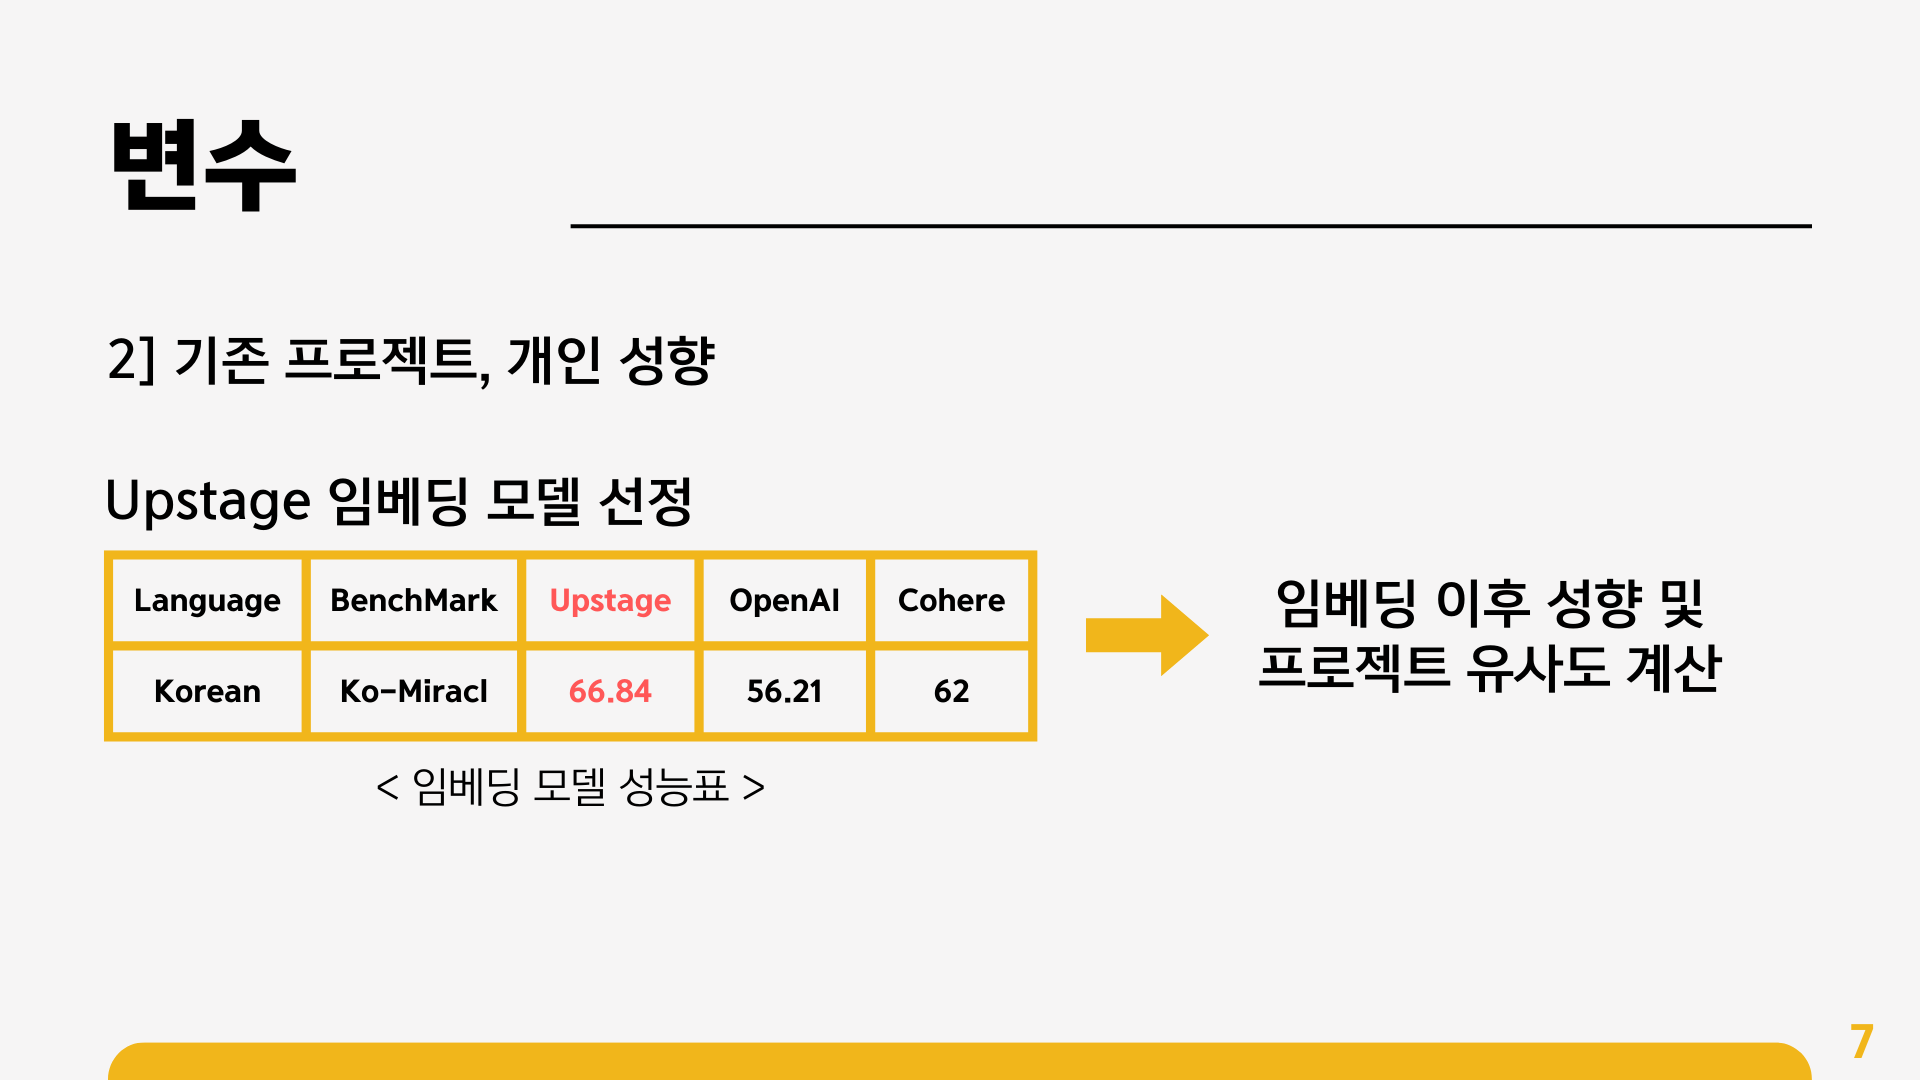 변수
2] 기존 프로젝트, 개인 성향
Upstage 임베딩 모델 선정
Language BenchMark Upstage OpenAI Cohere
Korean Ko-Miracl 66.84 56.21 62
< 임베딩 모델 성능표 >
임베딩 이후 성향 및
프로젝트 유사도 계산
7